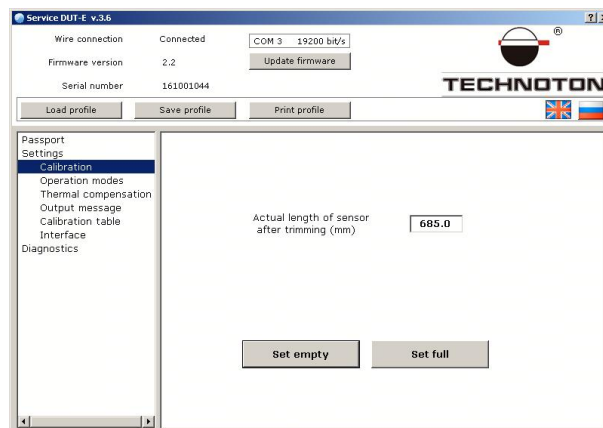 Service DUT-E v.3.6
Wire connection Connected COM 3 19200 bit/s
Firmware version 2.2 Update firmware
Serial number 161001044
®
TECHNOTON
Load profile Save profile Print profile
Passport
Settings
Calibration
Operation modes
Thermal compensation
Output message
Calibration table
Interface
Diagnostics
Actual length of sensor
after trimming (mm)
685.0
Set empty Set full